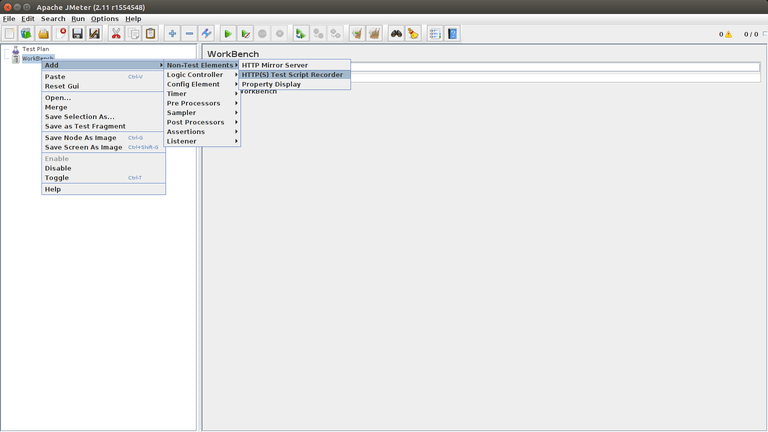 Apache JMeter (2.11 r1554548)
File Edit Search Run Options Help
0 0 / 0
Test Plan
WorkBench
Add
Paste Ctrl-V
Reset Gui
Open...
Merge
Save Selection As...
Save as Test Fragment
Save Node As Image Ctrl-G
Save Screen As Image Ctrl+Shift-G
Enable
Disable
Toggle Ctrl-T
Help
Non-Test Elements
Logic Controller
Config Element
Timer
Pre Processors
Sampler
Post Processors
Assertions
Listener
HTTP Mirror Server
HTTP(S) Test Script Recorder
Property Display
WorkBench